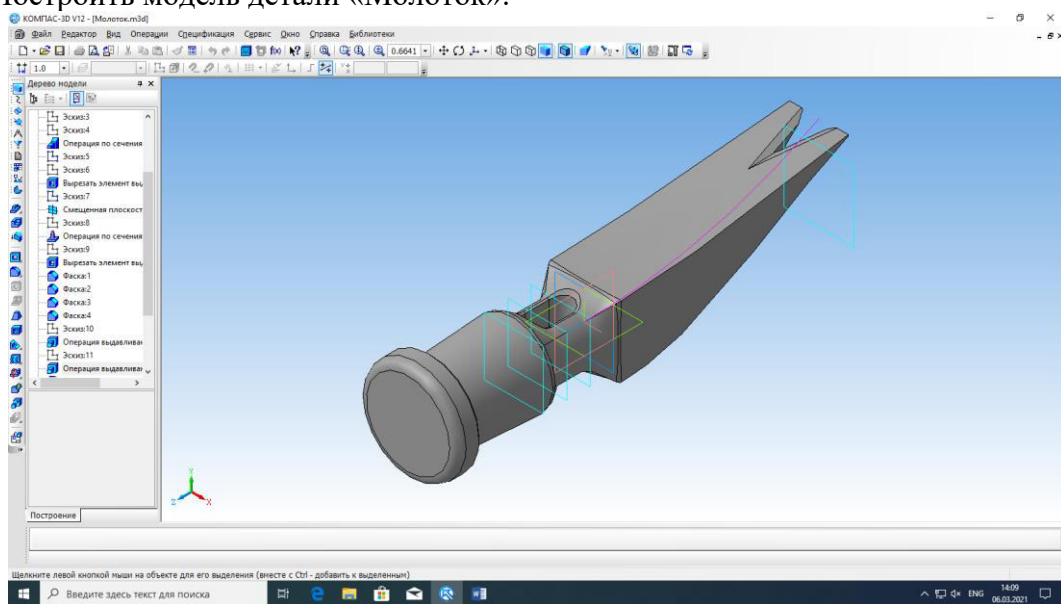 Построить модель детали «Молоток».
КОМПАС-3D V12 - [Молоток.m3d]
Файл Редактор Вид Операции Спецификация Сервис Окно Справка Библиотеки
0.6641
1.0
Дерево модели
Эскиз:3
Эскиз:4
Операция по сечения
Эскиз:5
Эскиз:6
Вырезать элемент выд
Эскиз:7
Смещенная плоскост
Эскиз:8
Операция по сечения
Эскиз:9
Вырезать элемент выд
Фаска:1
Фаска:2
Фаска:3
Фаска:4
Эскиз:10
Операция выдавливан
Эскиз:11
Операция выдавливан
Y
Z X
Построение
Щелкните левой кнопкой мыши на объекте для его выделения (вместе с Ctrl - добавить к выделенным)
Введите здесь текст для поиска
ENG
14:09
06.03.2021